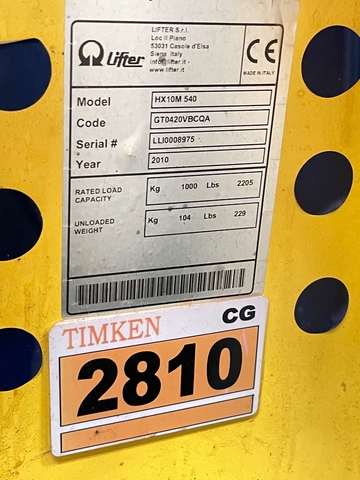 Lifter
LIFTER S.r.l.
Loc Il Piano
53031 Casole d'Elsa
Siena Italy
info@lifter.it
www.lifter.it
CE
MADE IN ITALY
Model HX10M 540
Code GT0420VBCQA
Serial # LLI0008975
Year 2010
RATED LOAD CAPACITY Kg 1000 Lbs 2205
UNLOADED WEIGHT Kg 104 Lbs 229
TIMKEN CG
2810